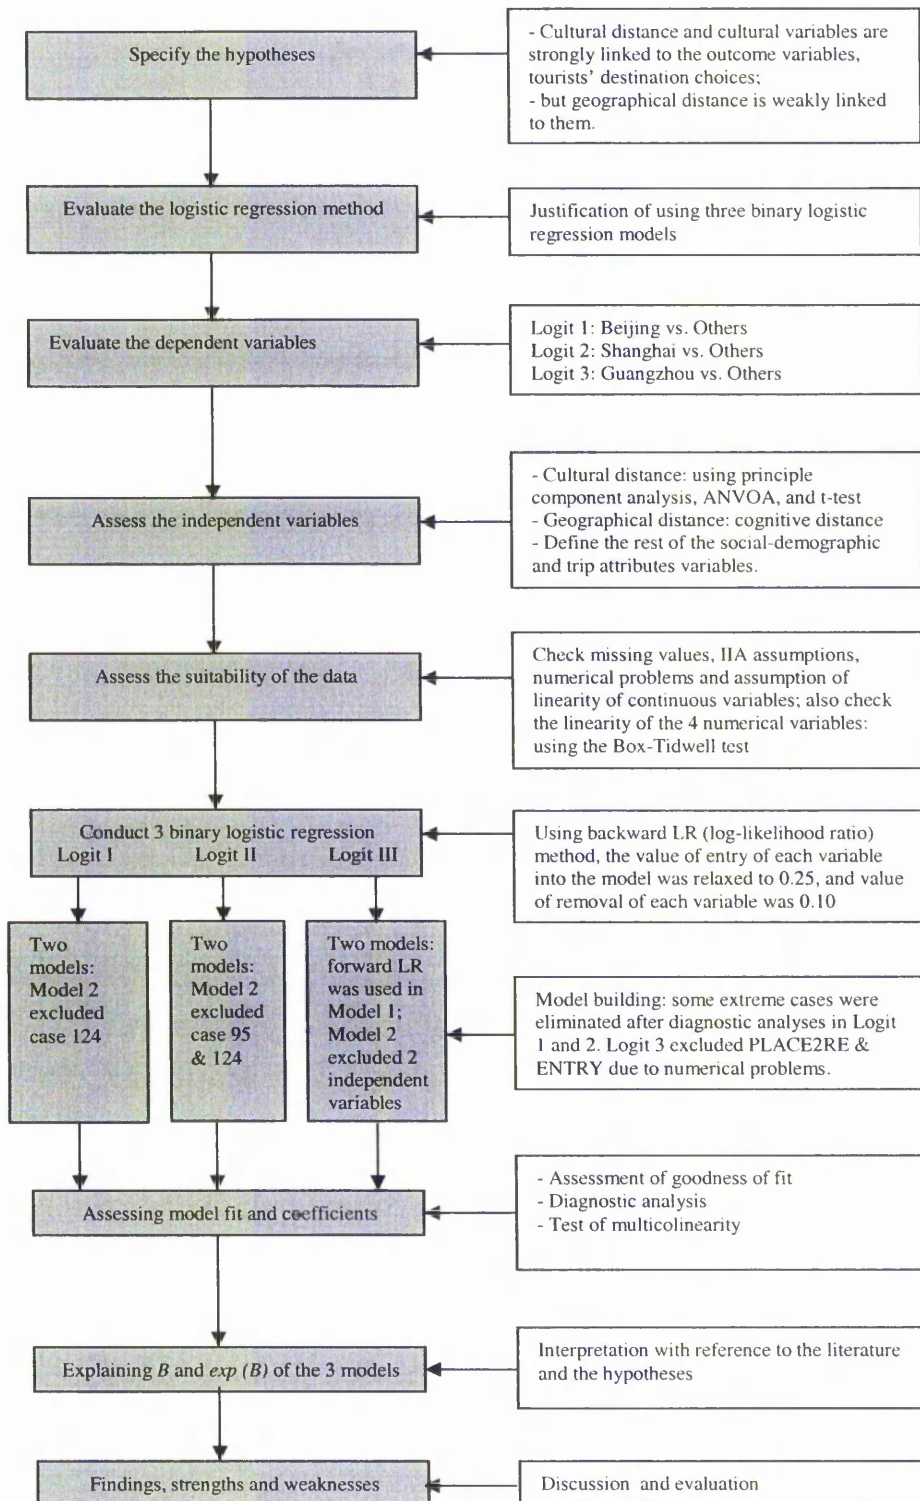 Specify the hypotheses
- Cultural distance and cultural variables are
strongly linked to the outcome variables,
tourists' destination choices;
- but geographical distance is weakly linked
to them.
Evaluate the logistic regression method
Justification of using three binary logistic
regression models
Evaluate the dependent variables
Logit 1: Beijing vs. Others
Logit 2: Shanghai vs. Others
Logit 3: Guangzhou vs. Others
Assess the independent variables
- Cultural distance: using principle
component analysis, ANVOA, and t-test
- Geographical distance: cognitive distance
- Define the rest of the social-demographic
and trip attributes variables.
Assess the suitability of the data
Check missing values, IIA assumptions,
numerical problems and assumption of
linearity of continuous variables; also check
the linearity of the 4 numerical variables:
using the Box-Tidwell test
Conduct 3 binary logistic regression
Logit I Logit II Logit III
Using backward LR (log-likelihood ratio)
method, the value of entry of each variable
into the model was relaxed to 0.25, and value
of removal of each variable was 0.10
Two
models:
Model 2
excluded
case 124
Two
models:
Model 2
excluded
case 95
& 124
Two models:
forward LR
was used in
Model 1;
Model 2
excluded 2
independent
variables
Model building: some extreme cases were
eliminated after diagnostic analyses in Logit
1 and 2. Logit 3 excluded PLACE2RE &
ENTRY due to numerical problems.
Assessing model fit and coefficients
- Assessment of goodness of fit
- Diagnostic analysis
- Test of multicolinearity
Explaining B and exp (B) of the 3 models
Interpretation with reference to the literature
and the hypotheses
Findings, strengths and weaknesses
Discussion and evaluation